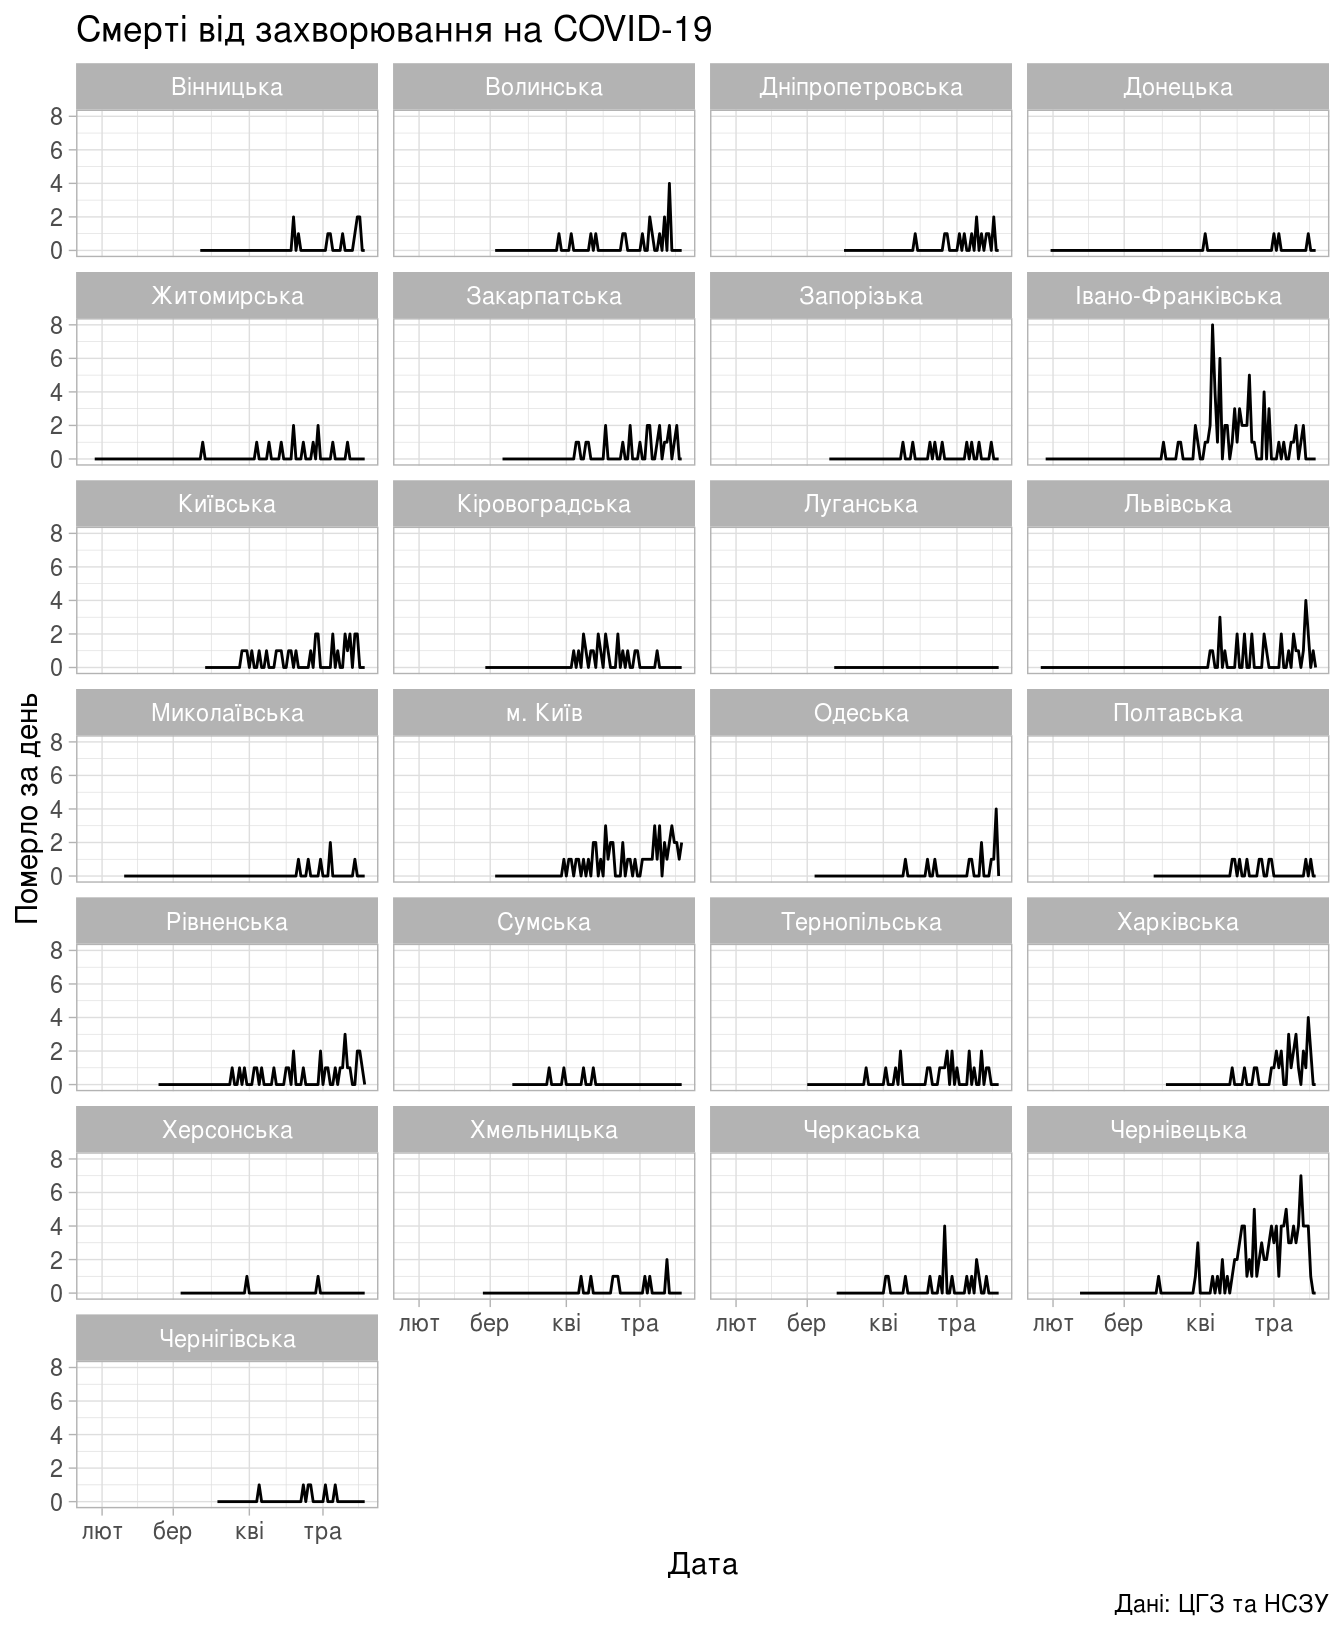 Смерті від захворювання на COVID-19
Вінницька Волинська Дніпропетровська Донецька
8
6
4
2
0
Житомирська Закарпатська Запорізька Івано-Франківська
8
6
4
2
0
Київська Кіровоградська Луганська Львівська
8
6
4
2
0
Померло за день
Миколаївська м. Київ Одеська Полтавська
8
6
4
2
0
Рівненська Сумська Тернопільська Харківська
8
6
4
2
0
Херсонська Хмельницька Черкаська Чернівецька
8
6
4
2
0
лют бер кві тра лют бер кві тра лют бер кві тра
Чернігівська
8
6
4
2
0
лют бер кві тра
Дата
Дані: ЦГЗ та НСЗУ